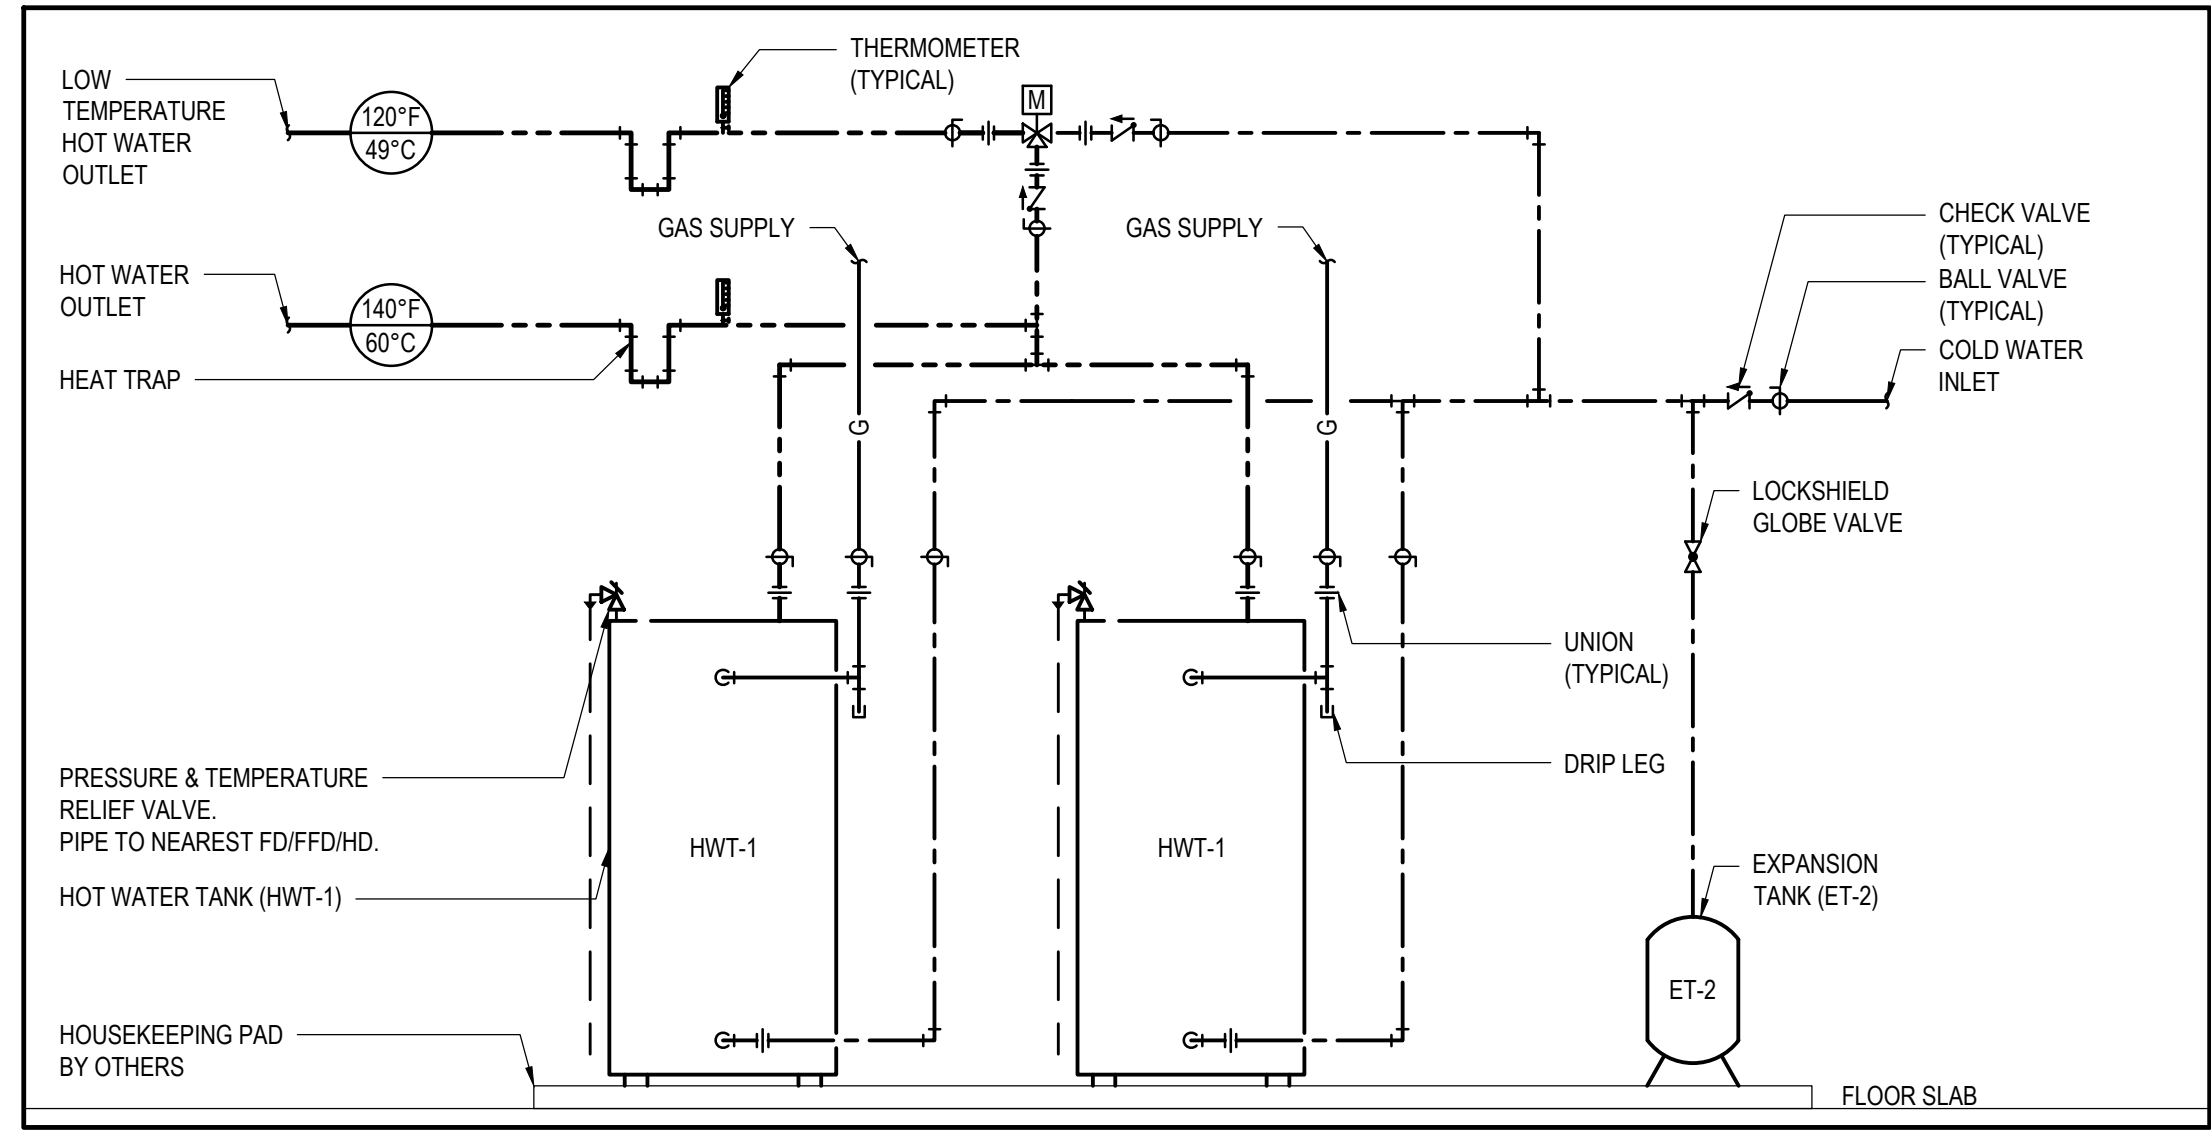 LOW
TEMPERATURE
HOT WATER
OUTLET
120°F
49°C
THERMOMETER
(TYPICAL)
M
GAS SUPPLY
GAS SUPPLY
CHECK VALVE
(TYPICAL)
BALL VALVE
(TYPICAL)
COLD WATER
INLET
HOT WATER
OUTLET
140°F
60°C
HEAT TRAP
G
G
LOCKSHIELD
GLOBE VALVE
UNION
(TYPICAL)
DRIP LEG
PRESSURE & TEMPERATURE
RELIEF VALVE.
PIPE TO NEAREST FD/FFD/HD.
HOT WATER TANK (HWT-1)
HWT-1
HWT-1
EXPANSION
TANK (ET-2)
ET-2
HOUSEKEEPING PAD
BY OTHERS
FLOOR SLAB